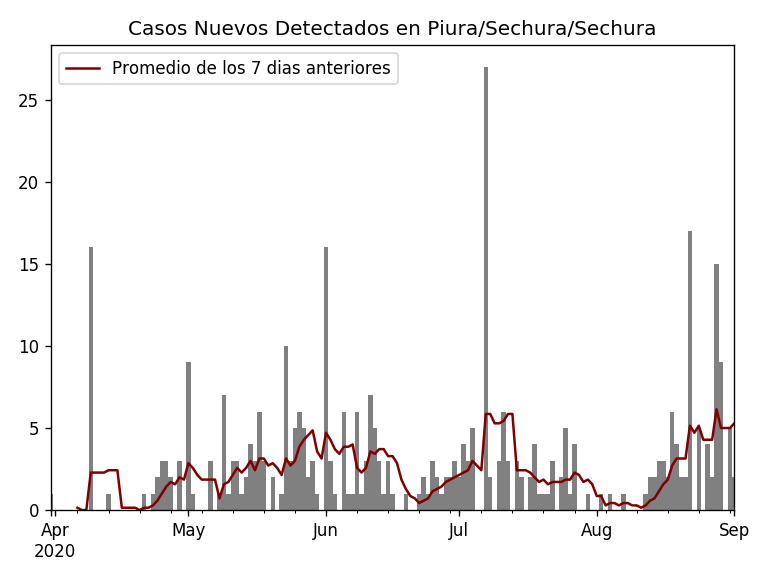 Casos Nuevos Detectados en Piura/Sechura/Sechura
Promedio de los 7 dias anteriores
25
20
15
10
5
0
Apr May Jun Jul Aug Sep
2020